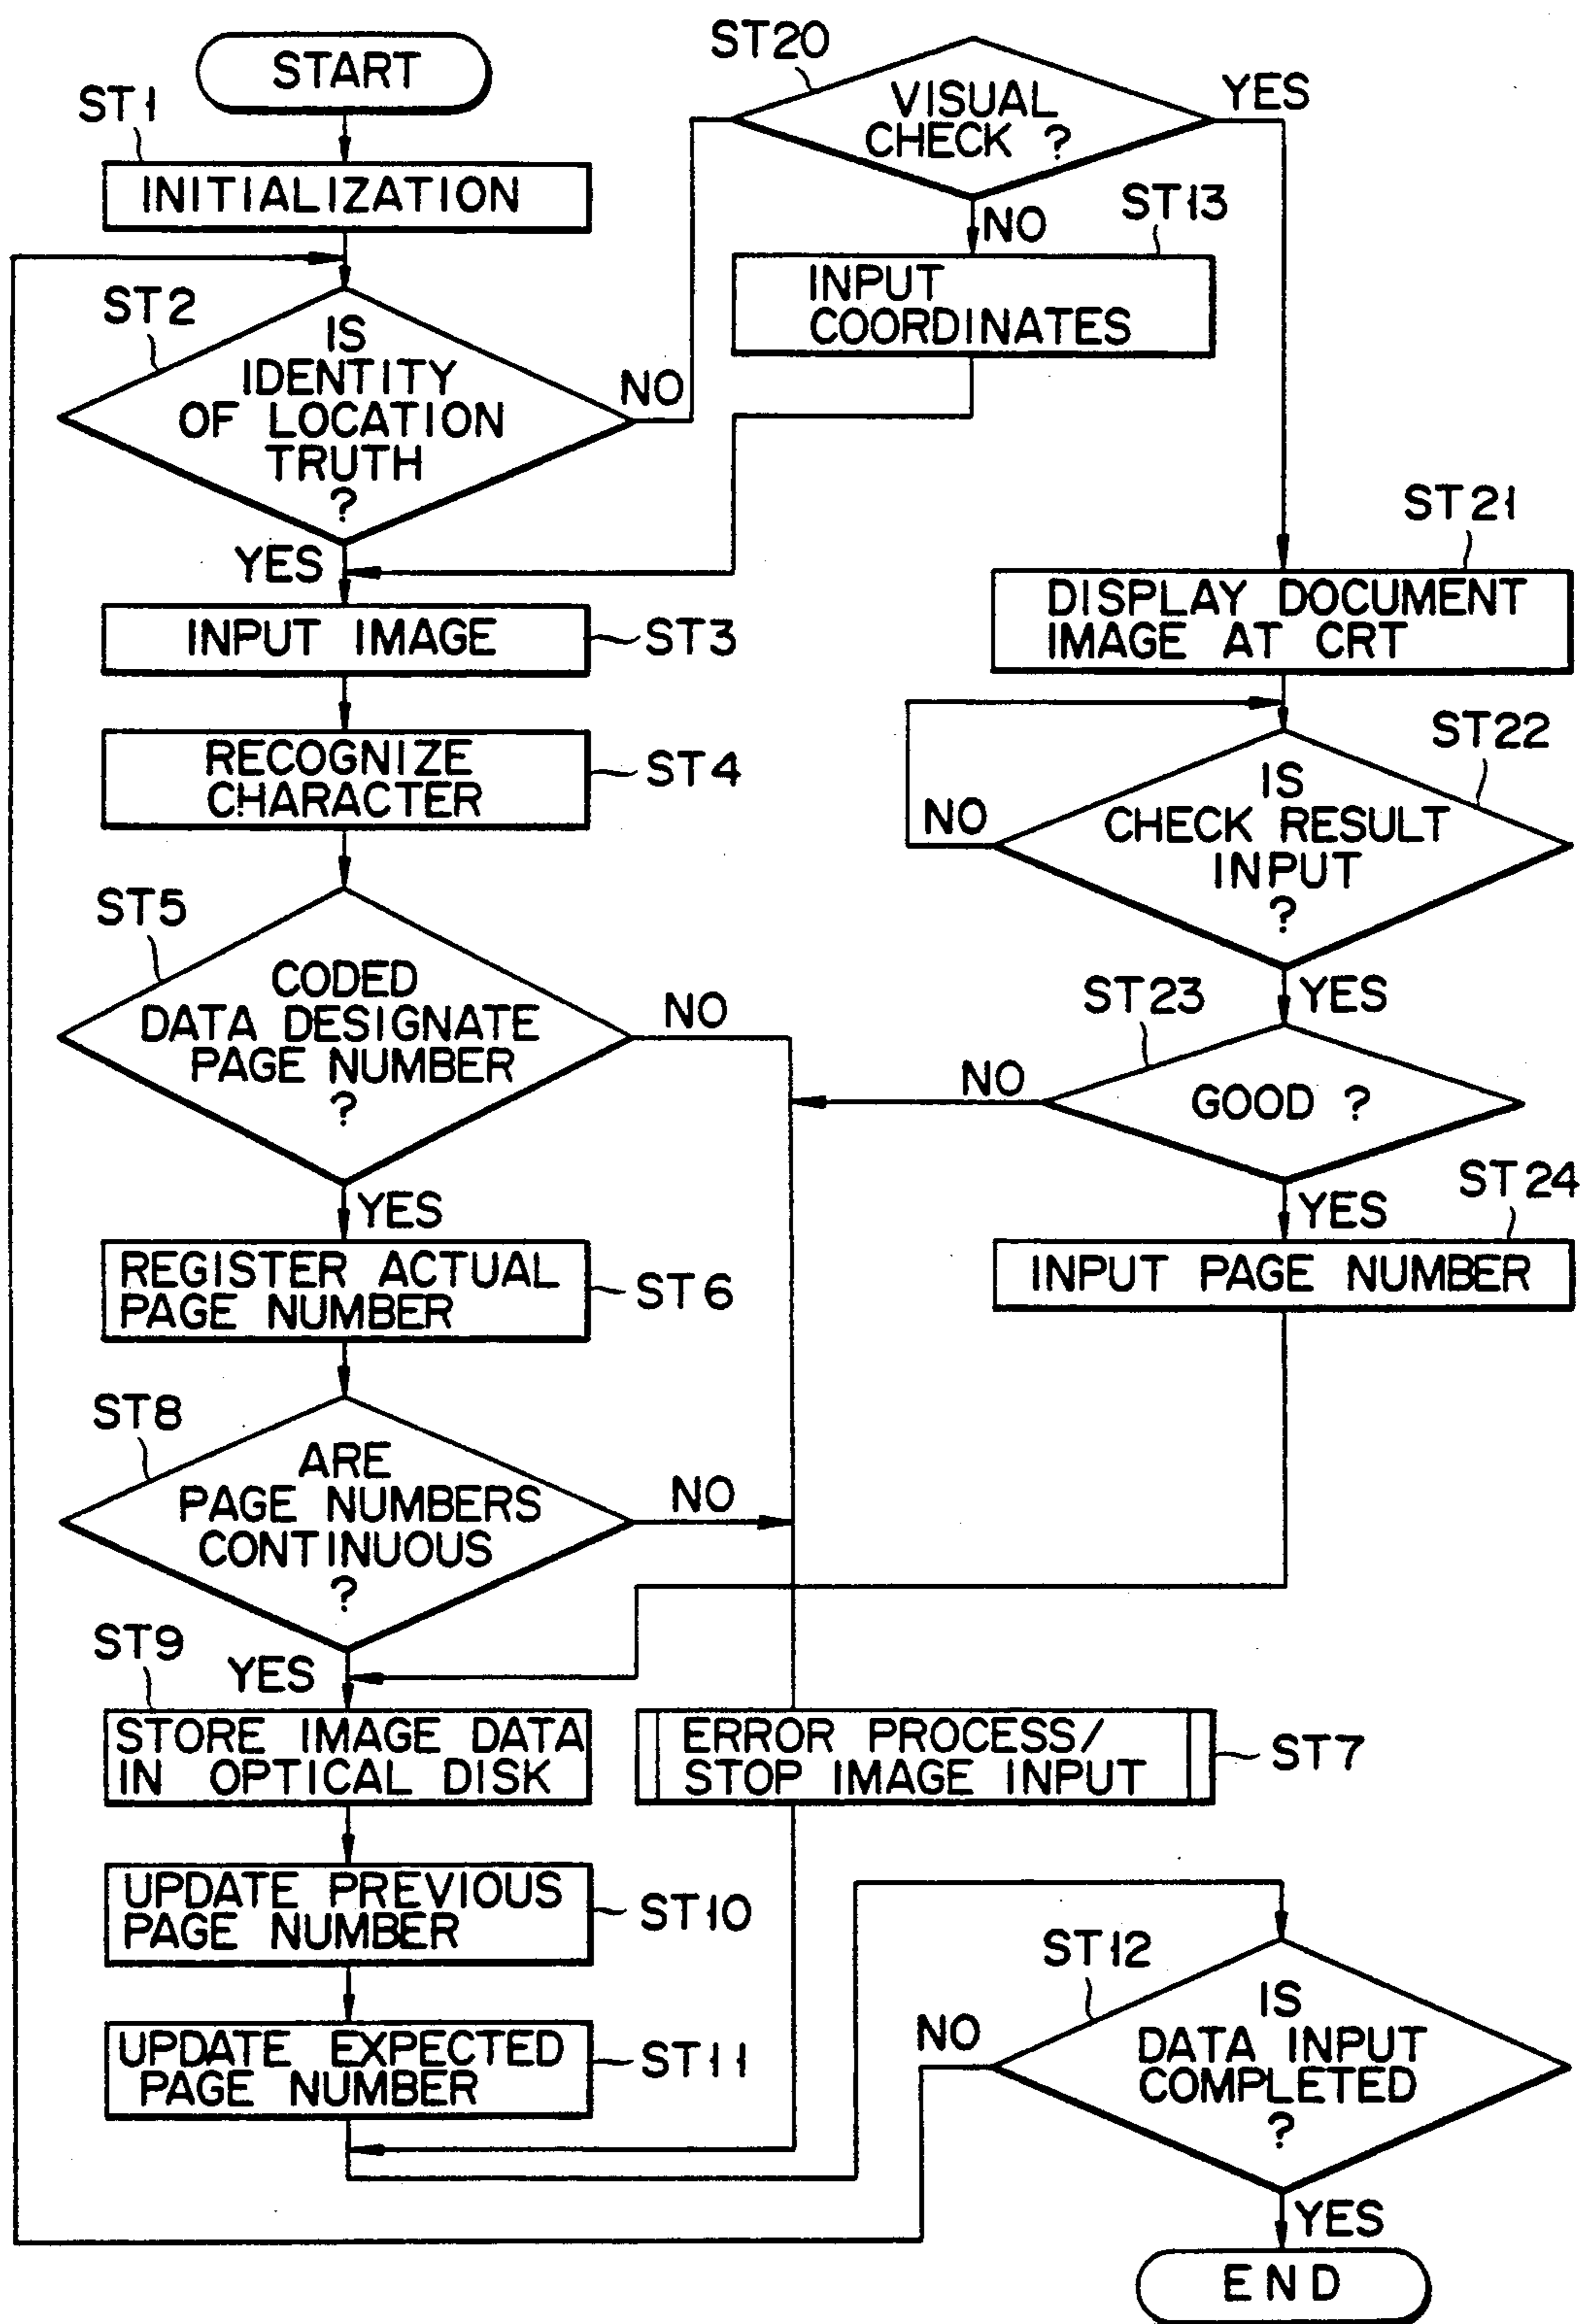 START
ST1
INITIALIZATION
ST2
IS
IDENTITY
OF LOCATION
TRUTH
?
NO
YES
ST20
VISUAL
CHECK ?
YES
NO
ST13
INPUT
COORDINATES
INPUT IMAGE
ST3
RECOGNIZE
CHARACTER
ST4
ST5
CODED
DATA DESIGNATE
PAGE NUMBER
?
NO
YES
REGISTER ACTUAL
PAGE NUMBER
ST6
ST8
ARE
PAGE NUMBERS
CONTINUOUS
?
NO
YES
ST9
STORE IMAGE DATA
IN OPTICAL DISK
UPDATE PREVIOUS
PAGE NUMBER
ST10
UPDATE EXPECTED
PAGE NUMBER
ST11
ST21
DISPLAY DOCUMENT
IMAGE AT CRT
ST22
IS
CHECK RESULT
INPUT
?
NO
YES
ST23
GOOD ?
NO
YES
ST24
INPUT PAGE NUMBER
ERROR PROCESS/
STOP IMAGE INPUT
ST7
ST12
IS
DATA INPUT
COMPLETED
?
NO
YES
END